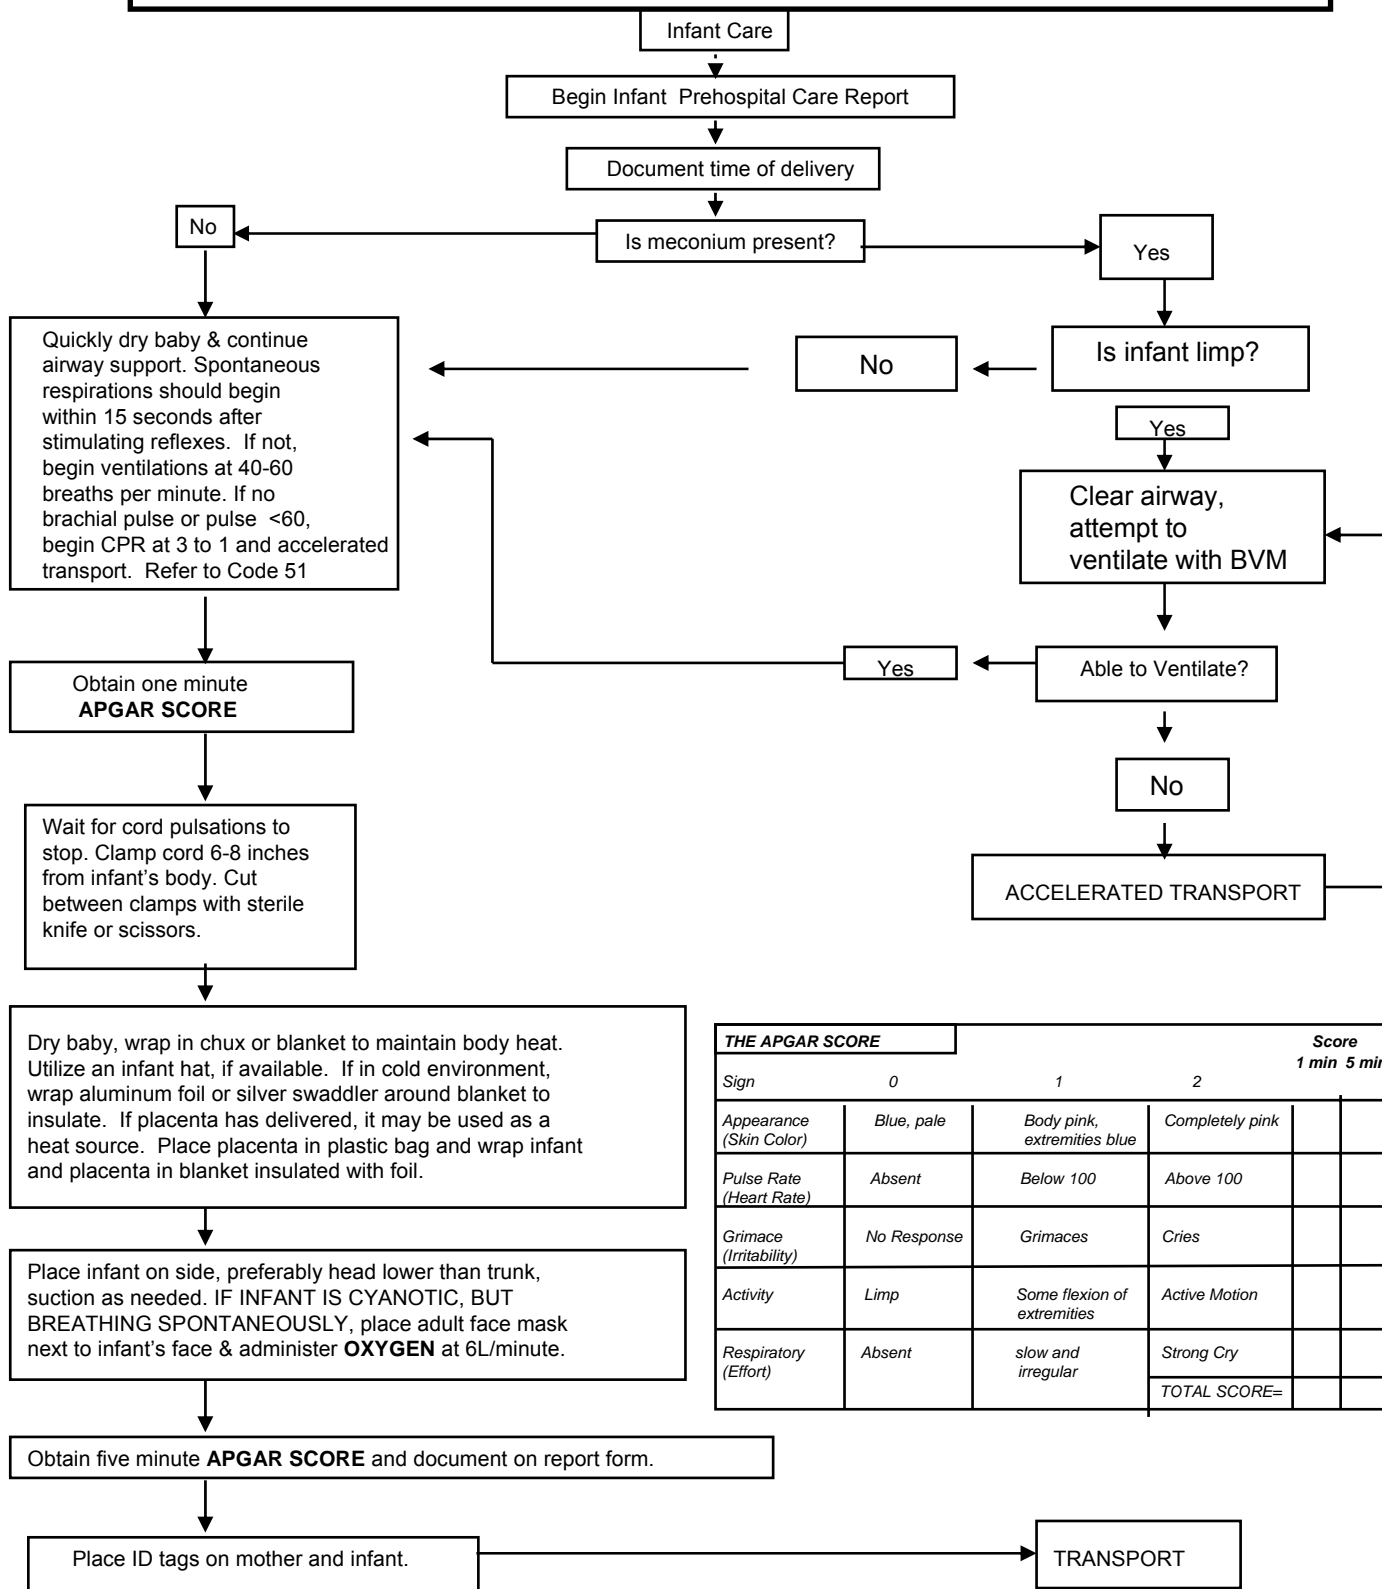 Infant Care
Begin Infant  Prehospital Care Report
Document time of delivery
Is meconium present?
No
Yes
Quickly dry baby & continue
airway support. Spontaneous
respirations should begin
within 15 seconds after
stimulating reflexes.  If not,
begin ventilations at 40-60
breaths per minute. If no
brachial pulse or pulse  <60,
begin CPR at 3 to 1 and accelerated
transport.  Refer to Code 51
Is infant limp?
No
Yes
Clear airway,
attempt to
ventilate with BVM
Able to Ventilate?
Yes
No
ACCELERATED TRANSPORT
Obtain one minute
APGAR SCORE
Wait for cord pulsations to
stop. Clamp cord 6-8 inches
from infant's body. Cut
between clamps with sterile
knife or scissors.
Dry baby, wrap in chux or blanket to maintain body heat.
Utilize an infant hat, if available.  If in cold environment,
wrap aluminum foil or silver swaddler around blanket to
insulate.  If placenta has delivered, it may be used as a
heat source.  Place placenta in plastic bag and wrap infant
and placenta in blanket insulated with foil.
Place infant on side, preferably head lower than trunk,
suction as needed. IF INFANT IS CYANOTIC, BUT
BREATHING SPONTANEOUSLY, place adult face mask
next to infant's face & administer OXYGEN at 6L/minute.
Obtain five minute APGAR SCORE and document on report form.
Place ID tags on mother and infant.
TRANSPORT
THE APGAR SCORE Score
1 min 5 min
Sign 0 1 2
Appearance Blue, pale Body pink, Completely pink
(Skin Color) extremities blue
Pulse Rate Absent Below 100 Above 100
(Heart Rate)
Grimace No Response Grimaces Cries
(Irritability)
Activity Limp Some flexion of Active Motion
extremities
Respiratory Absent slow and Strong Cry
(Effort) irregular
TOTAL SCORE=